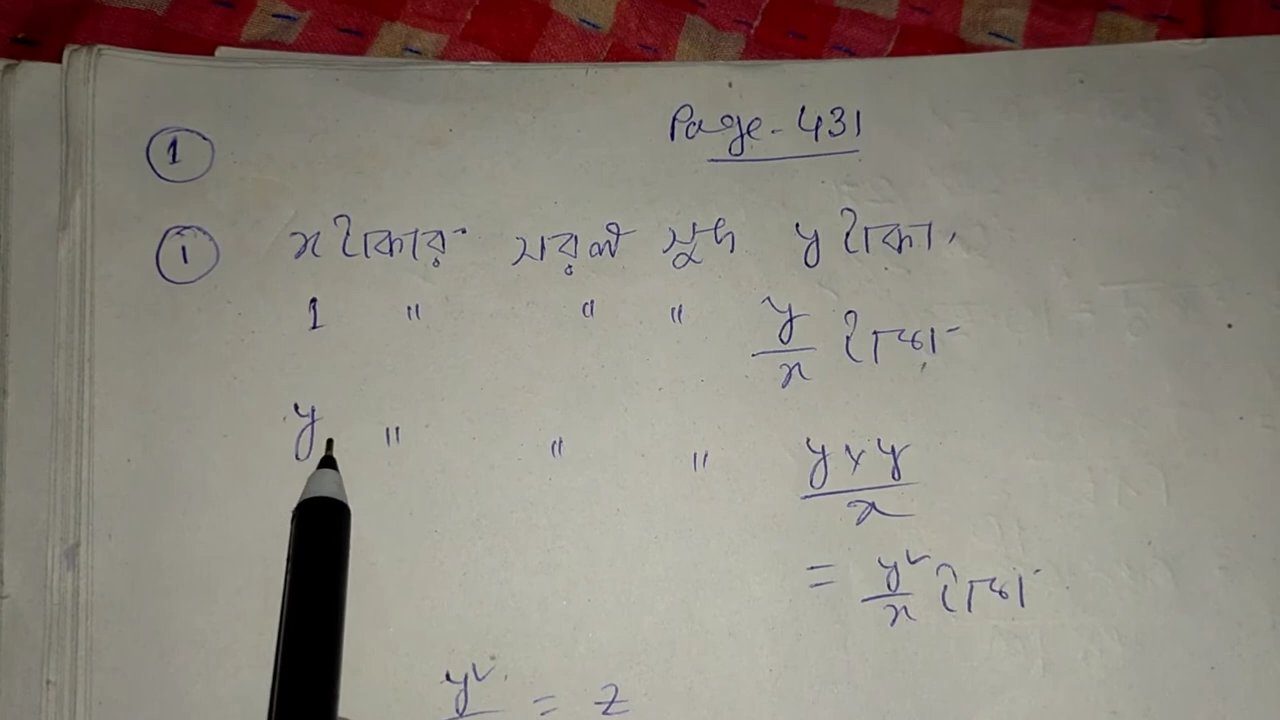 Page-431
①
① x টাকার সরল সুদ y টাকা,
1 " " " y/x টাকা
y " " " y×y/x
= y²/x টাকা
y² = z